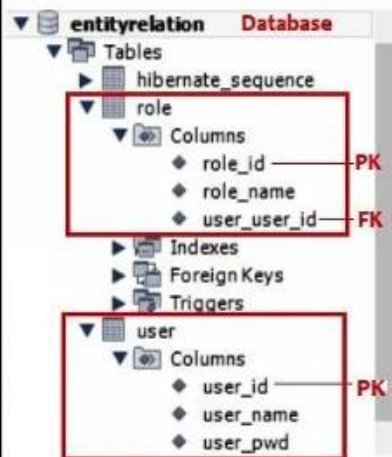 entityrelation Database
Tables
hibernate_sequence
role
Columns
role_id PK
role_name
user_user_id FK
Indexes
Foreign Keys
Triggers
user
Columns
user_id PK
user_name
user_pwd